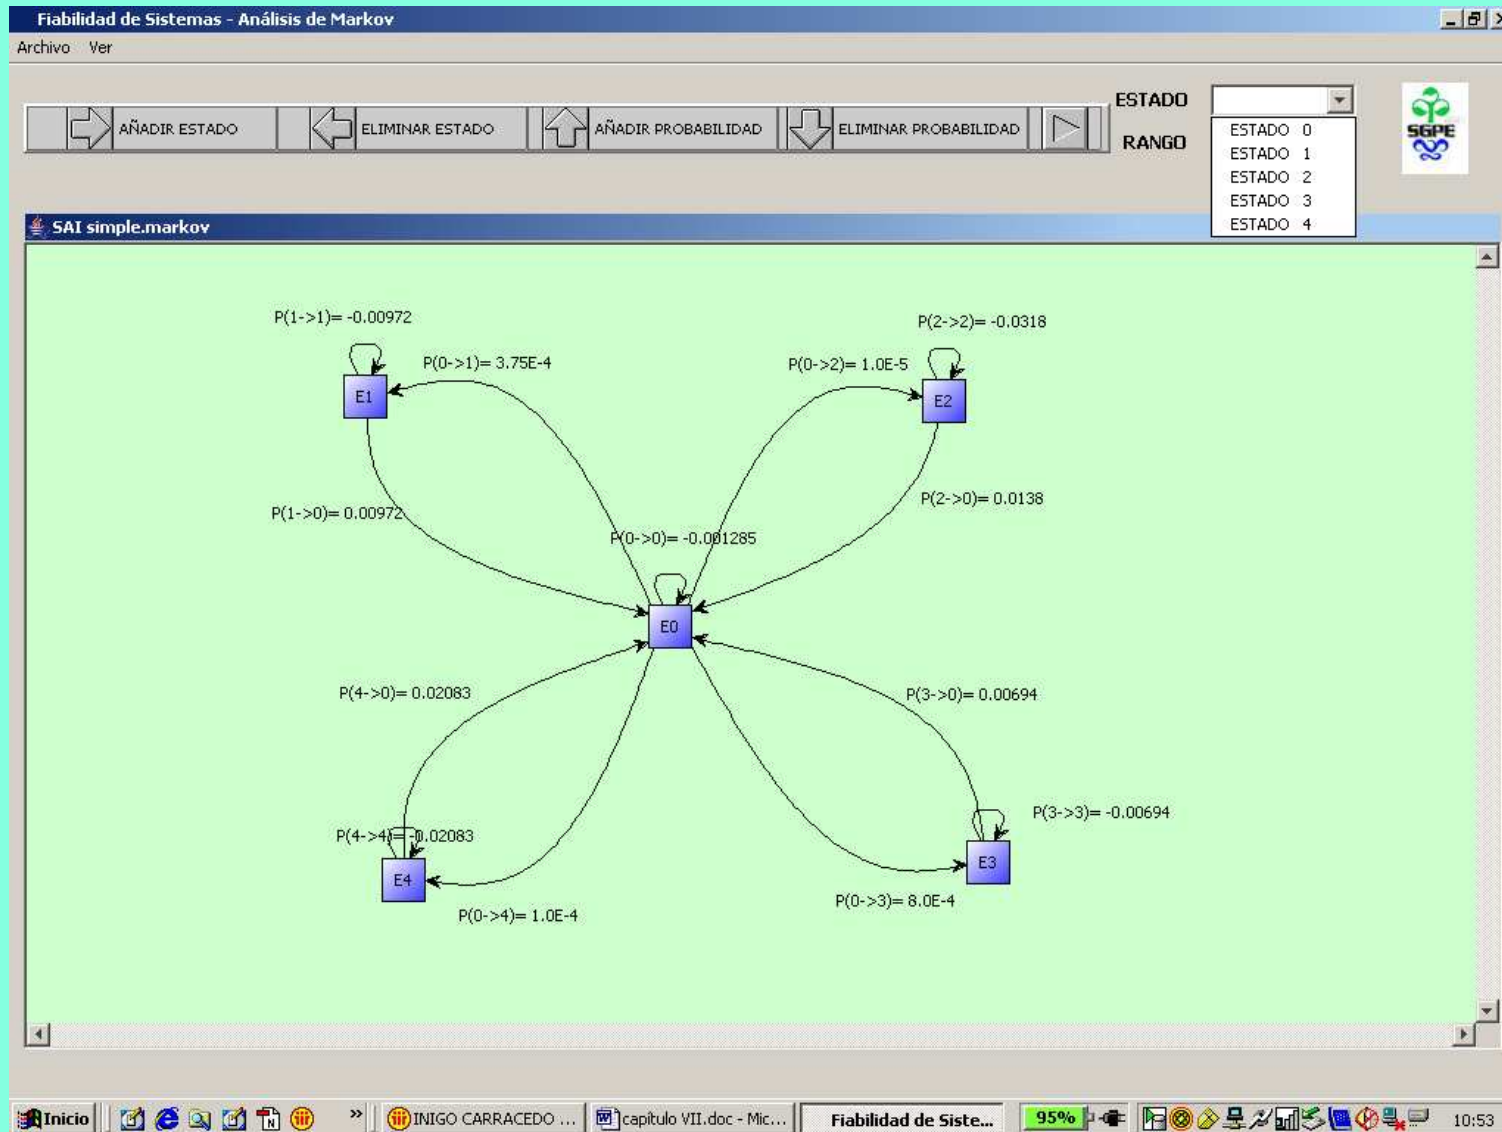 Fiabilidad de Sistemas - Análisis de Markov
Archivo Ver
AÑADIR ESTADO
ELIMINAR ESTADO
AÑADIR PROBABILIDAD
ELIMINAR PROBABILIDAD
ESTADO
RANGO
ESTADO 0
ESTADO 1
ESTADO 2
ESTADO 3
ESTADO 4
SGPE
SAI simple.markov
P(1->1)= -0.00972
P(2->2)= -0.0318
P(0->1)= 3.75E-4
P(0->2)= 1.0E-5
E1
E2
P(1->0)= 0.00972
P(2->0)= 0.0138
P(0->0)= -0.001285
E0
P(4->0)= 0.02083
P(3->0)= 0.00694
P(4->4)= -0.02083
P(3->3)= -0.00694
E4
E3
P(0->4)= 1.0E-4
P(0->3)= 8.0E-4
Inicio
INIGO CARRACEDO ...
capítulo VII.doc - Mic...
Fiabilidad de Siste...
95%
10:53